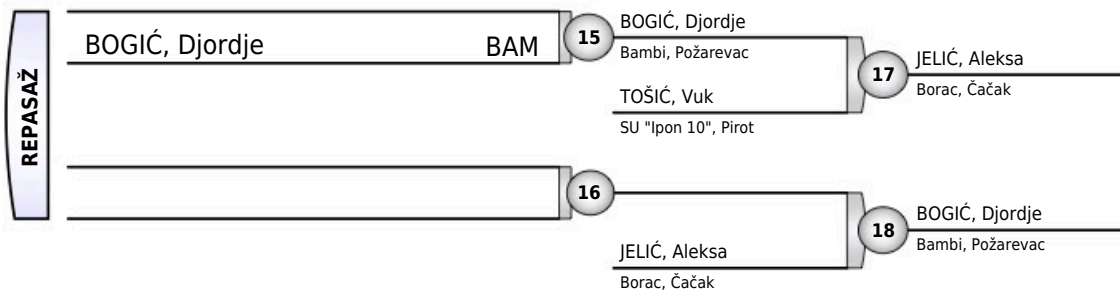 REPASAŽ
BOGIĆ, Djordje BAM
15
BOGIĆ, Djordje
Bambi, Požarevac
TOŠIĆ, Vuk
SU "Ipon 10", Pirot
17
JELIĆ, Aleksa
Borac, Čačak
16
JELIĆ, Aleksa
Borac, Čačak
18
BOGIĆ, Djordje
Bambi, Požarevac